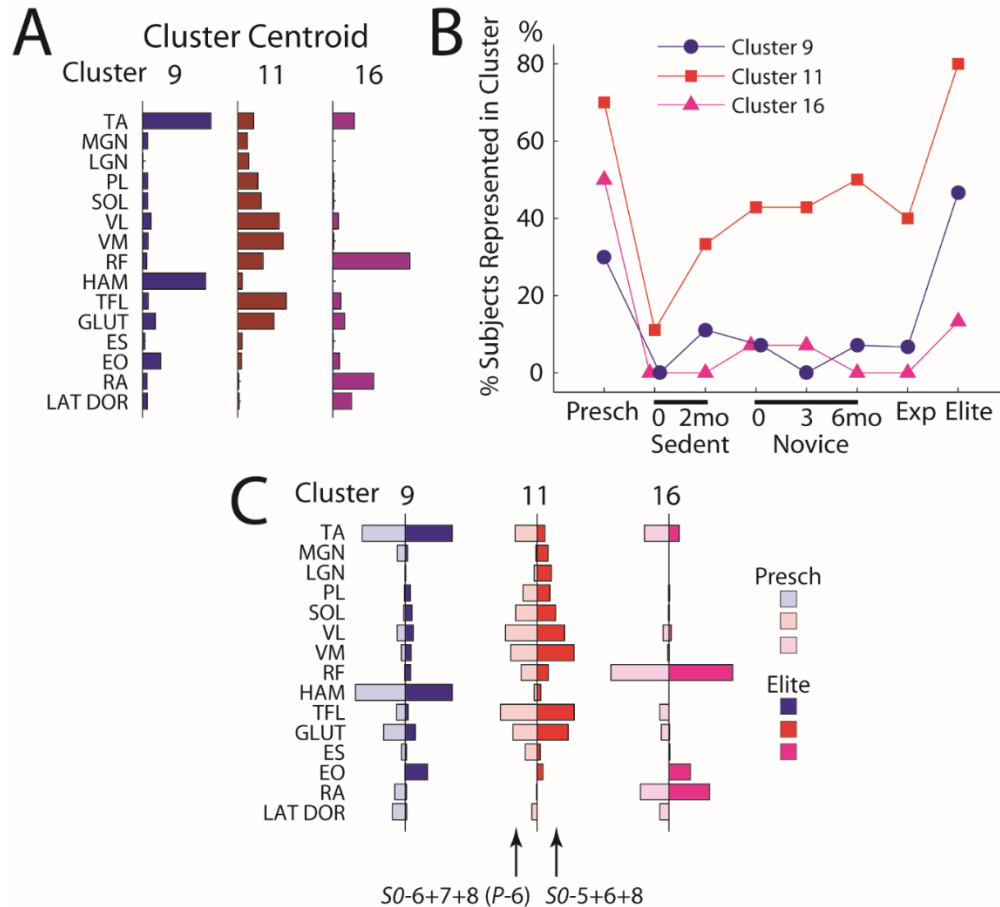 A
Cluster Centroid
Cluster 9 11 16
TA
MGN
LGN
PL
SOL
VL
VM
RF
HAM
TFL
GLUT
ES
EO
RA
LAT DOR
B
%
Cluster 9
Cluster 11
Cluster 16
% Subjects Represented in Cluster
80
60
40
20
0
Presch 0 2mo 0 3 6mo Exp Elite
Sedent Novice
C
Cluster 9 11 16
TA
MGN
LGN
PL
SOL
VL
VM
RF
HAM
TFL
GLUT
ES
EO
RA
LAT DOR
Presch
Elite
S0-6+7+8 (P-6) S0-5+6+8